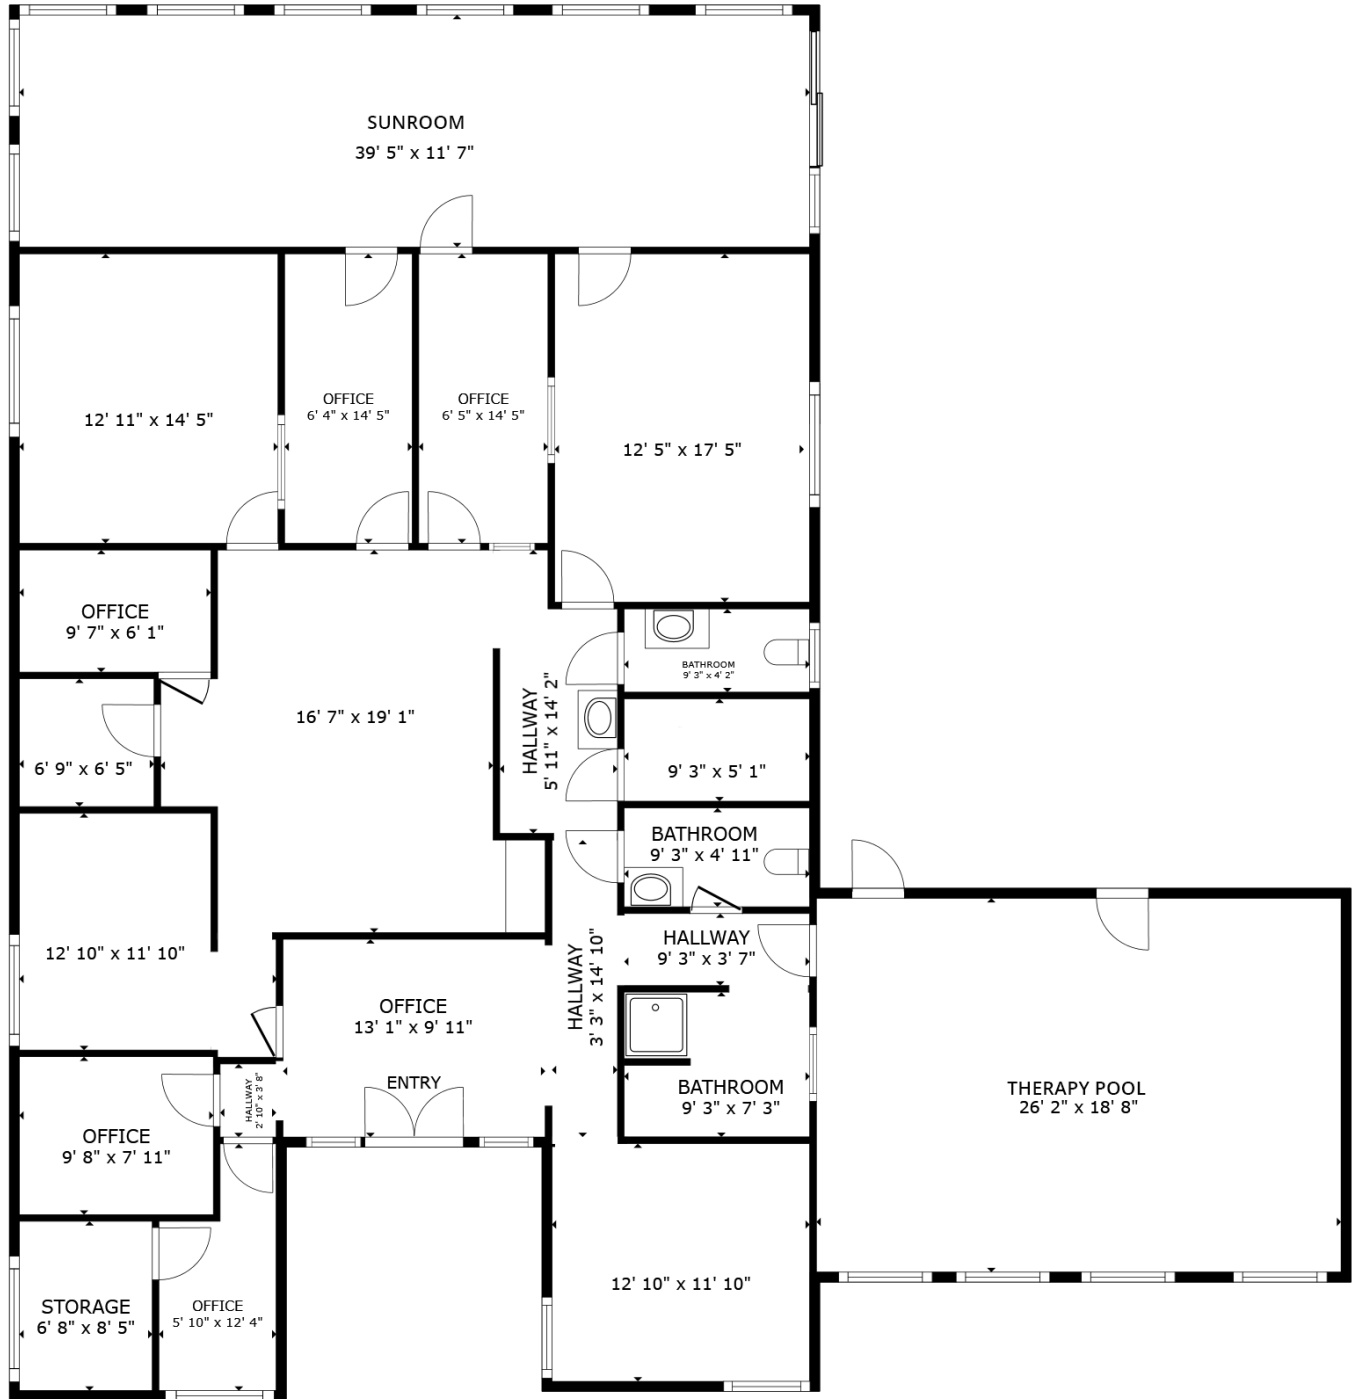 SUNROOM
39' 5" x 11' 7"
12' 11" x 14' 5"
OFFICE
6' 4" x 14' 5"
OFFICE
6' 5" x 14' 5"
12' 5" x 17' 5"
OFFICE
9' 7" x 6' 1"
BATHROOM
9' 3" x 4' 2"
HALLWAY
5' 11" x 14' 2"
16' 7" x 19' 1"
6' 9" x 6' 5"
9' 3" x 5' 1"
BATHROOM
9' 3" x 4' 11"
12' 10" x 11' 10"
HALLWAY
9' 3" x 3' 7"
HALLWAY
3' 3" x 14' 10"
OFFICE
13' 1" x 9' 11"
ENTRY
HALLWAY
2' 10" x 3' 8"
BATHROOM
9' 3" x 7' 3"
THERAPY POOL
26' 2" x 18' 8"
OFFICE
9' 8" x 7' 11"
12' 10" x 11' 10"
STORAGE
6' 8" x 8' 5"
OFFICE
5' 10" x 12' 4"